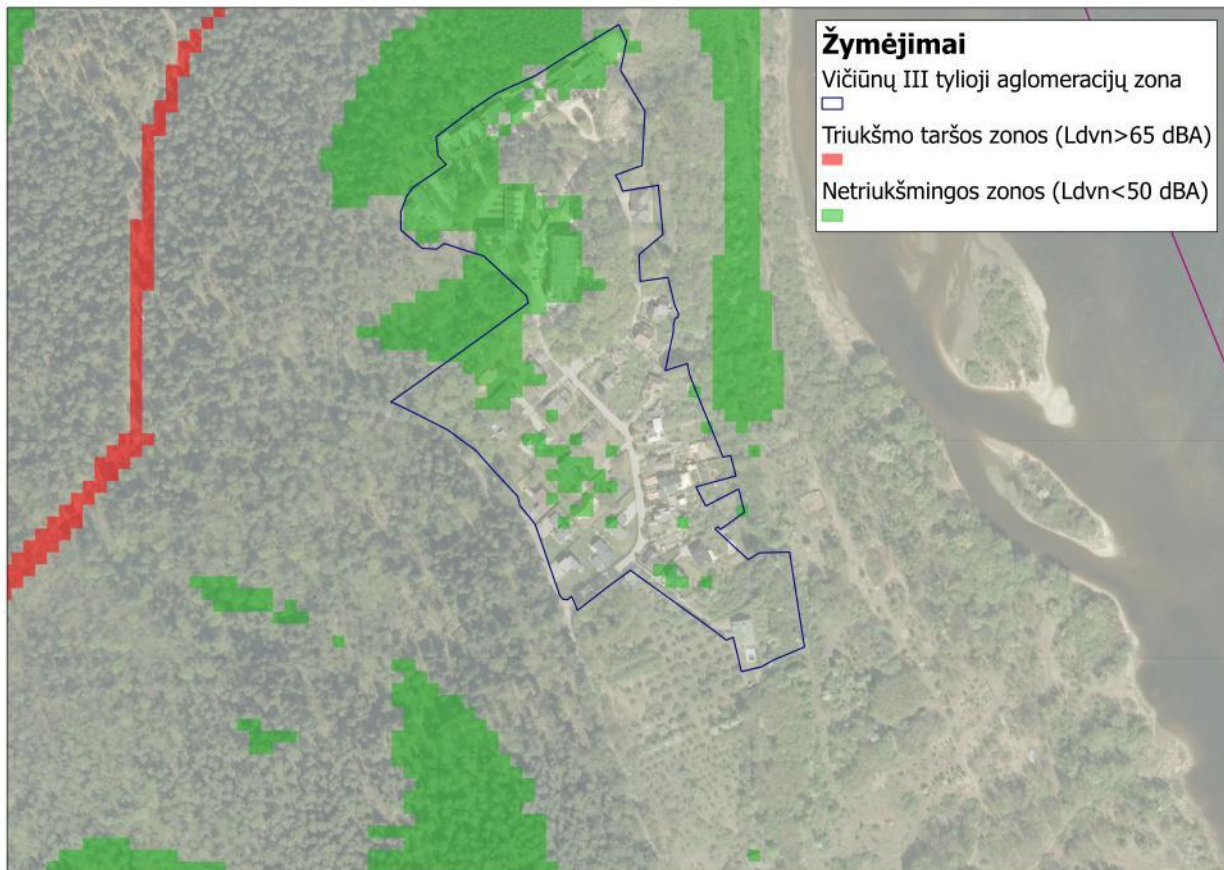 Žymėjimai
Vičiūnų III tylioji aglomeracijų zona
Triukšmo taršos zonos (Ldvn>65 dBA)
Netriukšmingos zonos (Ldvn<50 dBA)